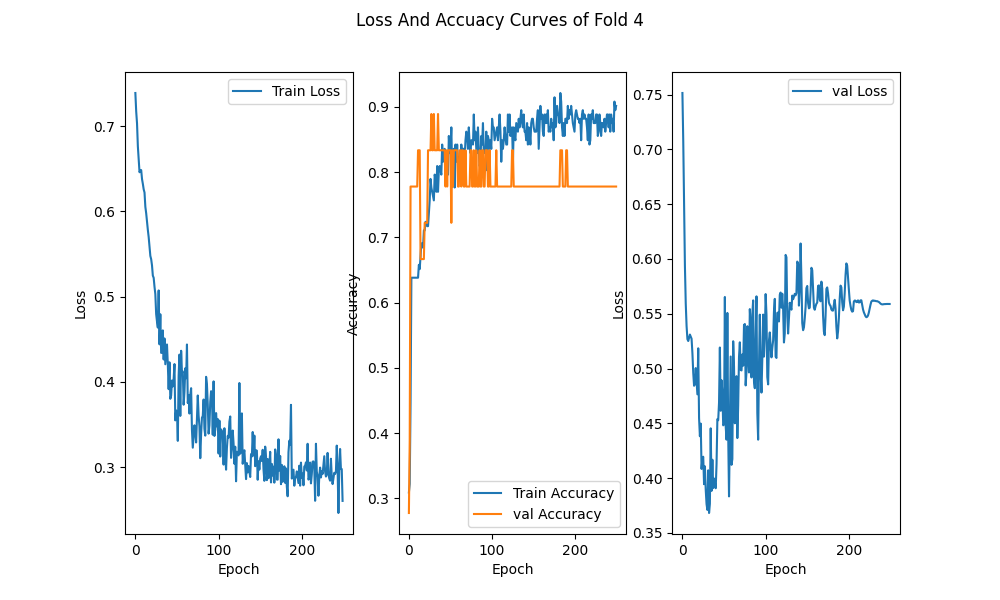 Loss And Accuacy Curves of Fold 4
Loss
0.7
0.6
0.5
0.4
0.3
0
100
200
Epoch
Train Loss
Accuracy
0.9
0.8
0.7
0.6
0.5
0.4
0.3
0
100
200
Epoch
Train Accuracy
val Accuracy
Loss
0.75
0.70
0.65
0.60
0.55
0.50
0.45
0.40
0.35
0
100
200
Epoch
val Loss